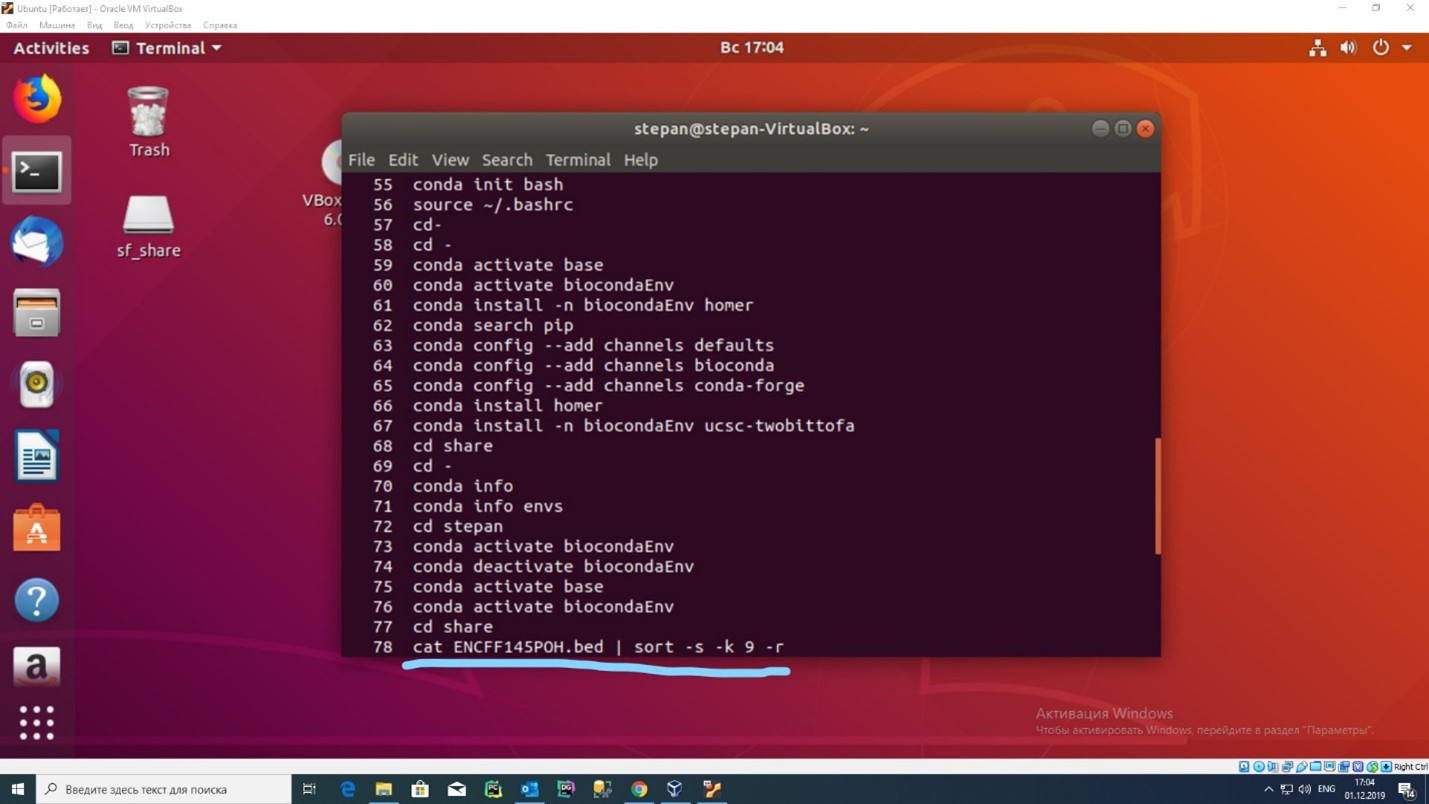 Ubuntu [Работает] - Oracle VM VirtualBox
Файл Машина Вид Ввод Устройства Справка
Activities Terminal Вс 17:04
Trash
sf_share
VBox
6.0
stepan@stepan-VirtualBox: ~
File Edit View Search Terminal Help
55 conda init bash
56 source ~/.bashrc
57 cd-
58 cd -
59 conda activate base
60 conda activate biocondaEnv
61 conda install -n biocondaEnv homer
62 conda search pip
63 conda config --add channels defaults
64 conda config --add channels bioconda
65 conda config --add channels conda-forge
66 conda install homer
67 conda install -n biocondaEnv ucsc-twobittofa
68 cd share
69 cd -
70 conda info
71 conda info envs
72 cd stepan
73 conda activate biocondaEnv
74 conda deactivate biocondaEnv
75 conda activate base
76 conda activate biocondaEnv
77 cd share
78 cat ENCFF145POH.bed | sort -s -k 9 -r
Активация Windows
Чтобы активировать Windows, перейдите в раздел "Параметры".
Right Ctrl
Введите здесь текст для поиска
ENG
17:04
01.12.2019